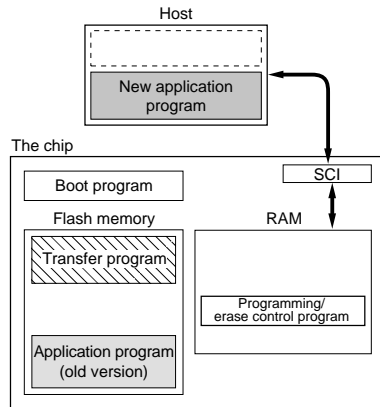 Host
New application
program
The chip
SCI
Boot program
Flash memory
RAM
Transfer program
Programming/
erase control program
Application program
(old version)